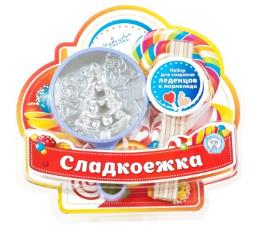 Набор
для создания
леденцов
и мармелада
Сладкоежка